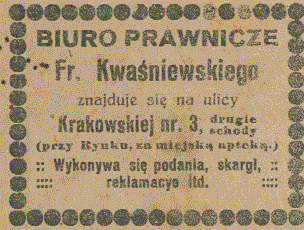 BIURO PRAWNICZE
Fr. Kwaśniewskiego
znajduje się na ulicy
Krakowskiej nr. 3, drugie schody
(przy Rynku, za miejską apteką.)
:: Wykonywa się podania, skargi, ::
:::: reklamacye itd. ::::